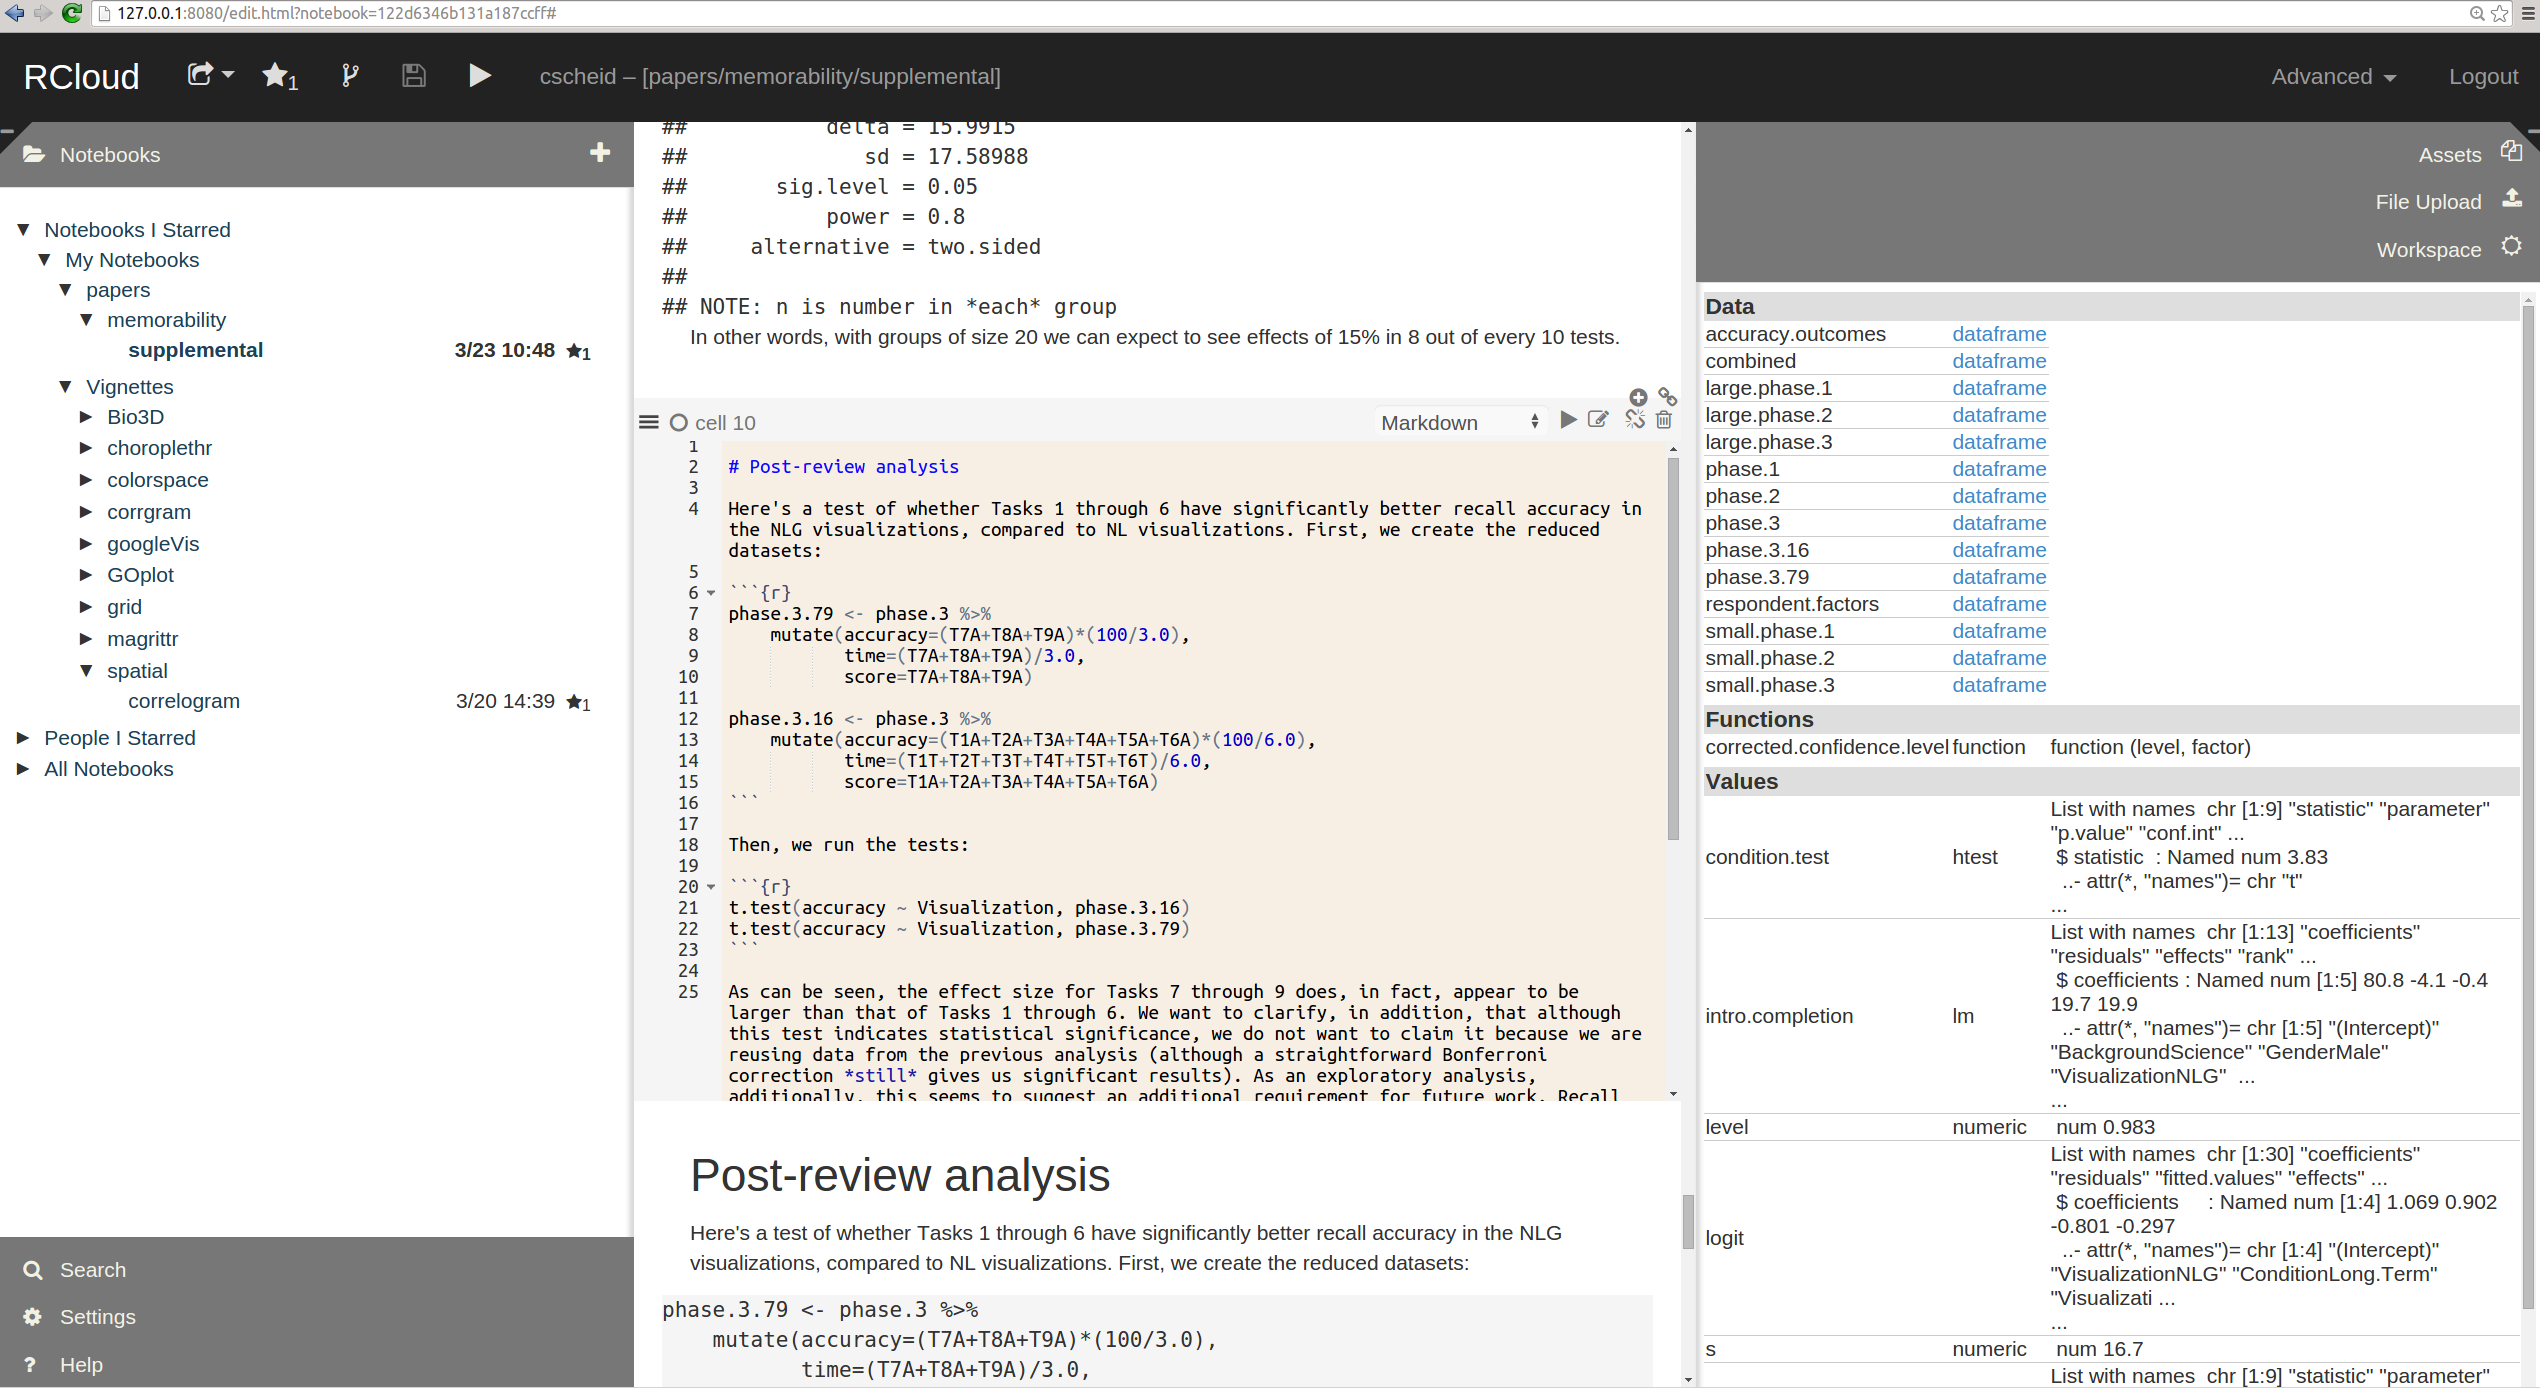 127.0.0.1:8080/edit.html?notebook=122d6346b131a187ccff#
RCloud
1
cscheid – [papers/memorability/supplemental]
Advanced
Logout
Notebooks
Notebooks I Starred
My Notebooks
papers
memorability
supplemental 3/23 10:48 1
Vignettes
Bio3D
choroplethr
colorspace
corrgram
googleVis
GOplot
grid
magrittr
spatial
correlogram 3/20 14:39 1
People I Starred
All Notebooks
Search
Settings
? Help
## delta = 15.9915
## sd = 17.58988
## sig.level = 0.05
## power = 0.8
## alternative = two.sided
##
## NOTE: n is number in *each* group
In other words, with groups of size 20 we can expect to see effects of 15% in 8 out of every 10 tests.
cell 10 Markdown
1
2 # Post-review analysis
3
4 Here's a test of whether Tasks 1 through 6 have significantly better recall accuracy in
the NLG visualizations, compared to NL visualizations. First, we create the reduced
datasets:
5
6 ```{r}
7 phase.3.79 <- phase.3 %>%
8 mutate(accuracy=(T7A+T8A+T9A)*(100/3.0),
9 time=(T7A+T8A+T9A)/3.0,
10 score=T7A+T8A+T9A)
11
12 phase.3.16 <- phase.3 %>%
13 mutate(accuracy=(T1A+T2A+T3A+T4A+T5A+T6A)*(100/6.0),
14 time=(T1T+T2T+T3T+T4T+T5T+T6T)/6.0,
15 score=T1A+T2A+T3A+T4A+T5A+T6A)
16 ```
17
18 Then, we run the tests:
19
20 ```{r}
21 t.test(accuracy ~ Visualization, phase.3.16)
22 t.test(accuracy ~ Visualization, phase.3.79)
23 ```
24
25 As can be seen, the effect size for Tasks 7 through 9 does, in fact, appear to be
larger than that of Tasks 1 through 6. We want to clarify, in addition, that although
this test indicates statistical significance, we do not want to claim it because we are
reusing data from the previous analysis (although a straightforward Bonferroni
correction *still* gives us significant results). As an exploratory analysis,
additionally, this seems to suggest an additional requirement for future work. Recall
Post-review analysis
Here's a test of whether Tasks 1 through 6 have significantly better recall accuracy in the NLG
visualizations, compared to NL visualizations. First, we create the reduced datasets:
phase.3.79 <- phase.3 %>%
mutate(accuracy=(T7A+T8A+T9A)*(100/3.0),
time=(T7A+T8A+T9A)/3.0,
Assets
File Upload
Workspace
Data
accuracy.outcomes dataframe
combined dataframe
large.phase.1 dataframe
large.phase.2 dataframe
large.phase.3 dataframe
phase.1 dataframe
phase.2 dataframe
phase.3 dataframe
phase.3.16 dataframe
phase.3.79 dataframe
respondent.factors dataframe
small.phase.1 dataframe
small.phase.2 dataframe
small.phase.3 dataframe
Functions
corrected.confidence.level function function (level, factor)
Values
List with names chr [1:9] "statistic" "parameter"
"p.value" "conf.int" ...
condition.test htest $ statistic : Named num 3.83
..- attr(*, "names")= chr "t"
...
List with names chr [1:13] "coefficients"
"residuals" "effects" "rank" ...
$ coefficients : Named num [1:5] 80.8 -4.1 -0.4
19.7 19.9
intro.completion lm ..- attr(*, "names")= chr [1:5] "(Intercept)"
"BackgroundScience" "GenderMale"
"VisualizationNLG" ...
...
level numeric num 0.983
List with names chr [1:30] "coefficients"
"residuals" "fitted.values" "effects" ...
$ coefficients : Named num [1:4] 1.069 0.902
-0.801 -0.297
logit ..- attr(*, "names")= chr [1:4] "(Intercept)"
"VisualizationNLG" "ConditionLong.Term"
"Visualizati ...
...
s numeric num 16.7
List with names chr [1:9] "statistic" "parameter"